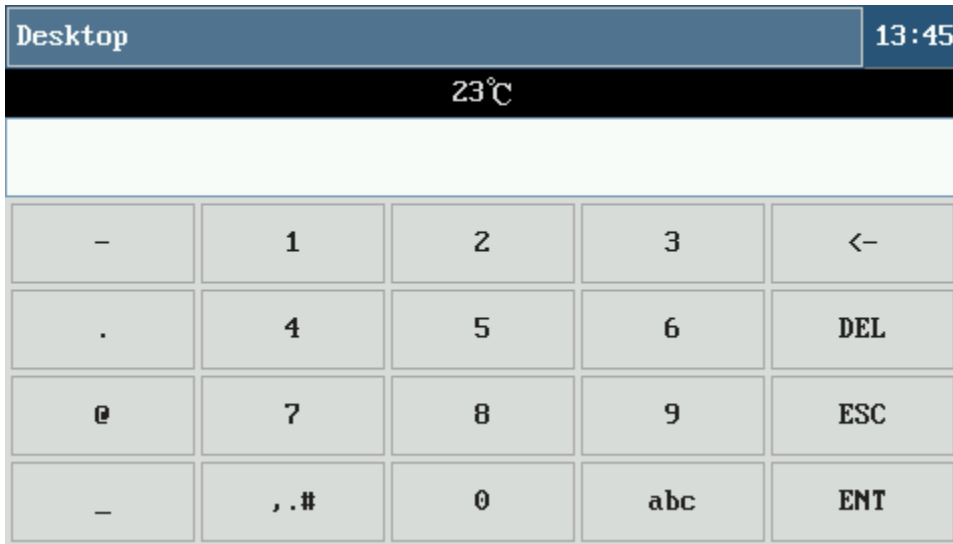 Desktop 13:45
23℃
- 1 2 3 <-
. 4 5 6 DEL
@ 7 8 9 ESC
_ ,.# 0 abc ENT